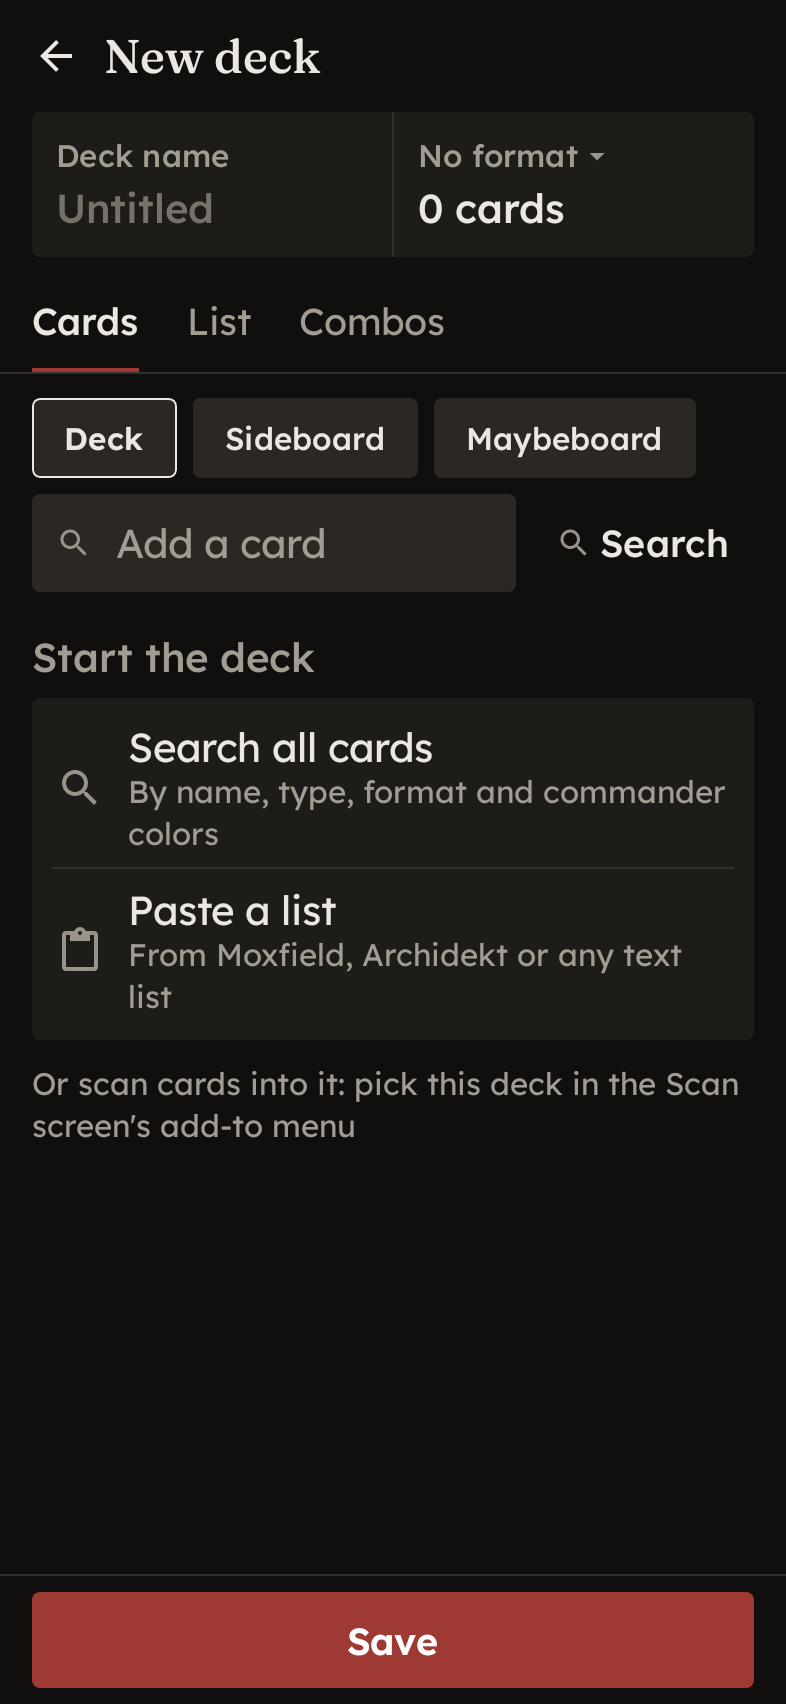 New deck
Deck name
Untitled
No format
0 cards
Cards
List
Combos
Deck
Sideboard
Maybeboard
Add a card
Search
Start the deck
Search all cards
By name, type, format and commander
colors
Paste a list
From Moxfield, Archidekt or any text
list
Or scan cards into it: pick this deck in the Scan
screen's add-to menu
Save